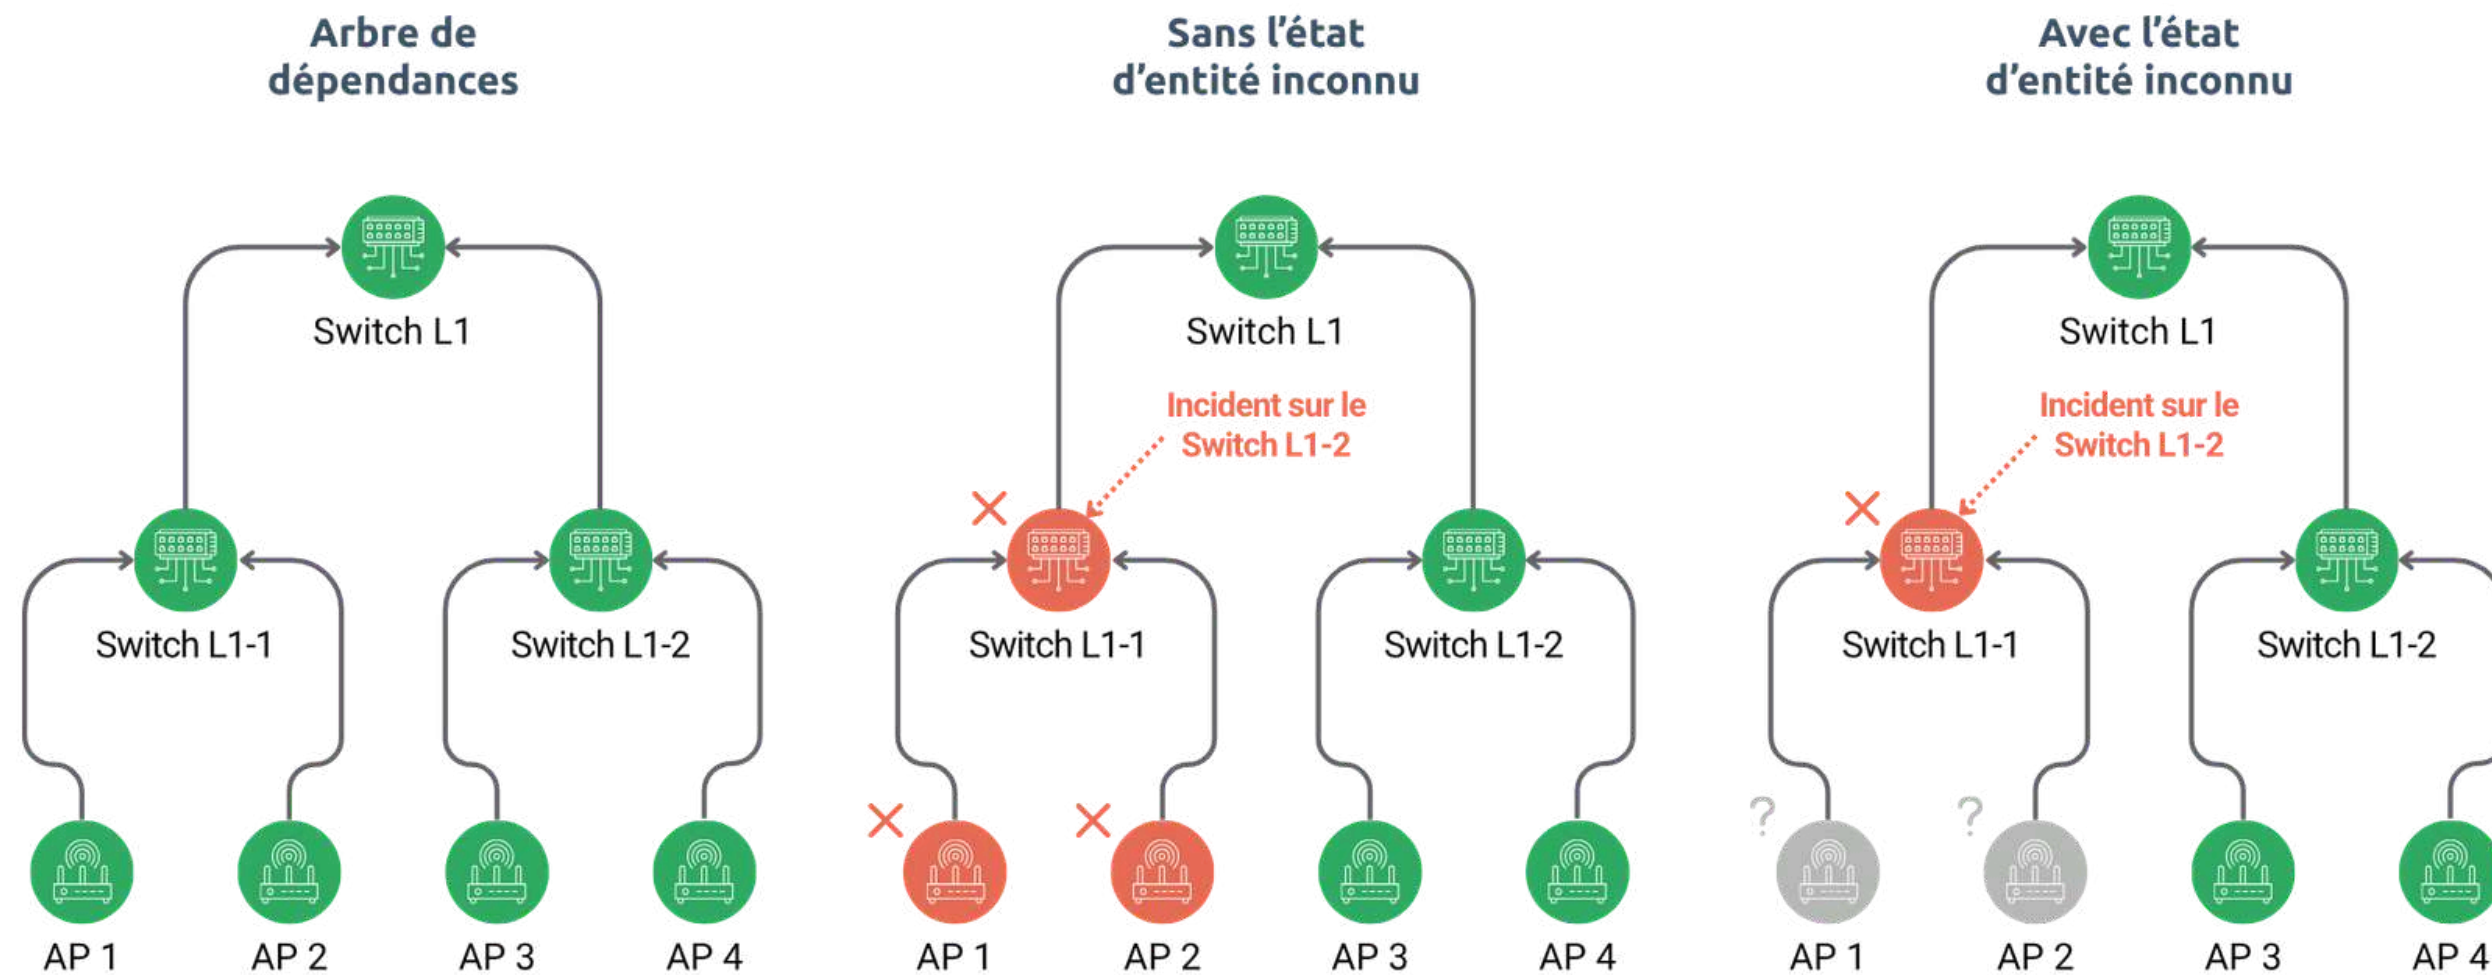 Arbre de
dépendances
Switch L1
Switch L1-1
Switch L1-2
AP 1
AP 2
AP 3
AP 4
Sans l'état
d'entité inconnu
Switch L1
Incident sur le
Switch L1-2
Switch L1-1
Switch L1-2
AP 1
AP 2
AP 3
AP 4
Avec l'état
d'entité inconnu
Switch L1
Incident sur le
Switch L1-2
Switch L1-1
Switch L1-2
?
?
AP 1
AP 2
AP 3
AP 4